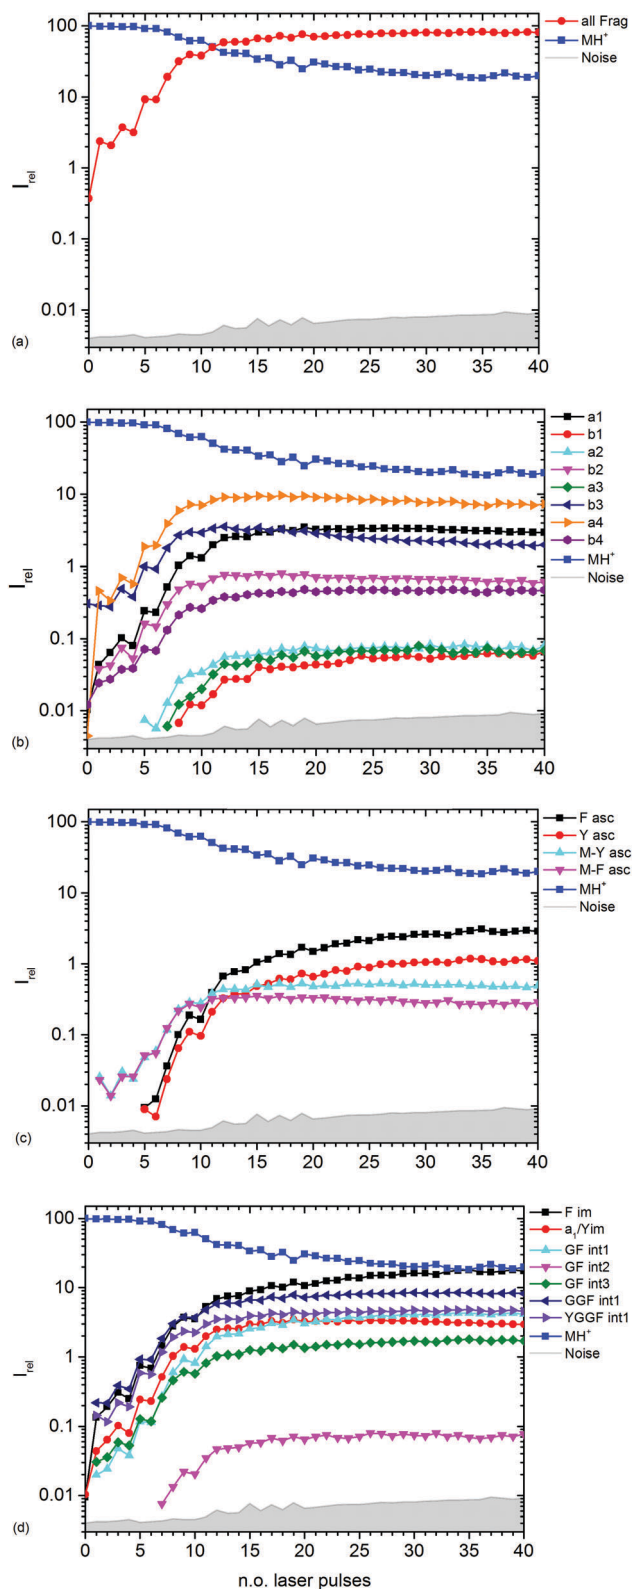 all Frag
MH⁺
Noise
100
10
1
0.1
0.01
I_rel
(a)
0 5 10 15 20 25 30 35 40
a1
b1
a2
b2
a3
b3
a4
b4
MH⁺
Noise
100
10
1
0.1
0.01
I_rel
(b)
0 5 10 15 20 25 30 35 40
F asc
Y asc
M-Y asc
M-F asc
MH⁺
Noise
100
10
1
0.1
0.01
I_rel
(c)
0 5 10 15 20 25 30 35 40
F im
a₁/Yim
GF int1
GF int2
GF int3
GGF int1
YGGF int1
MH⁺
Noise
100
10
1
0.1
0.01
I_rel
(d)
0 5 10 15 20 25 30 35 40
n.o. laser pulses